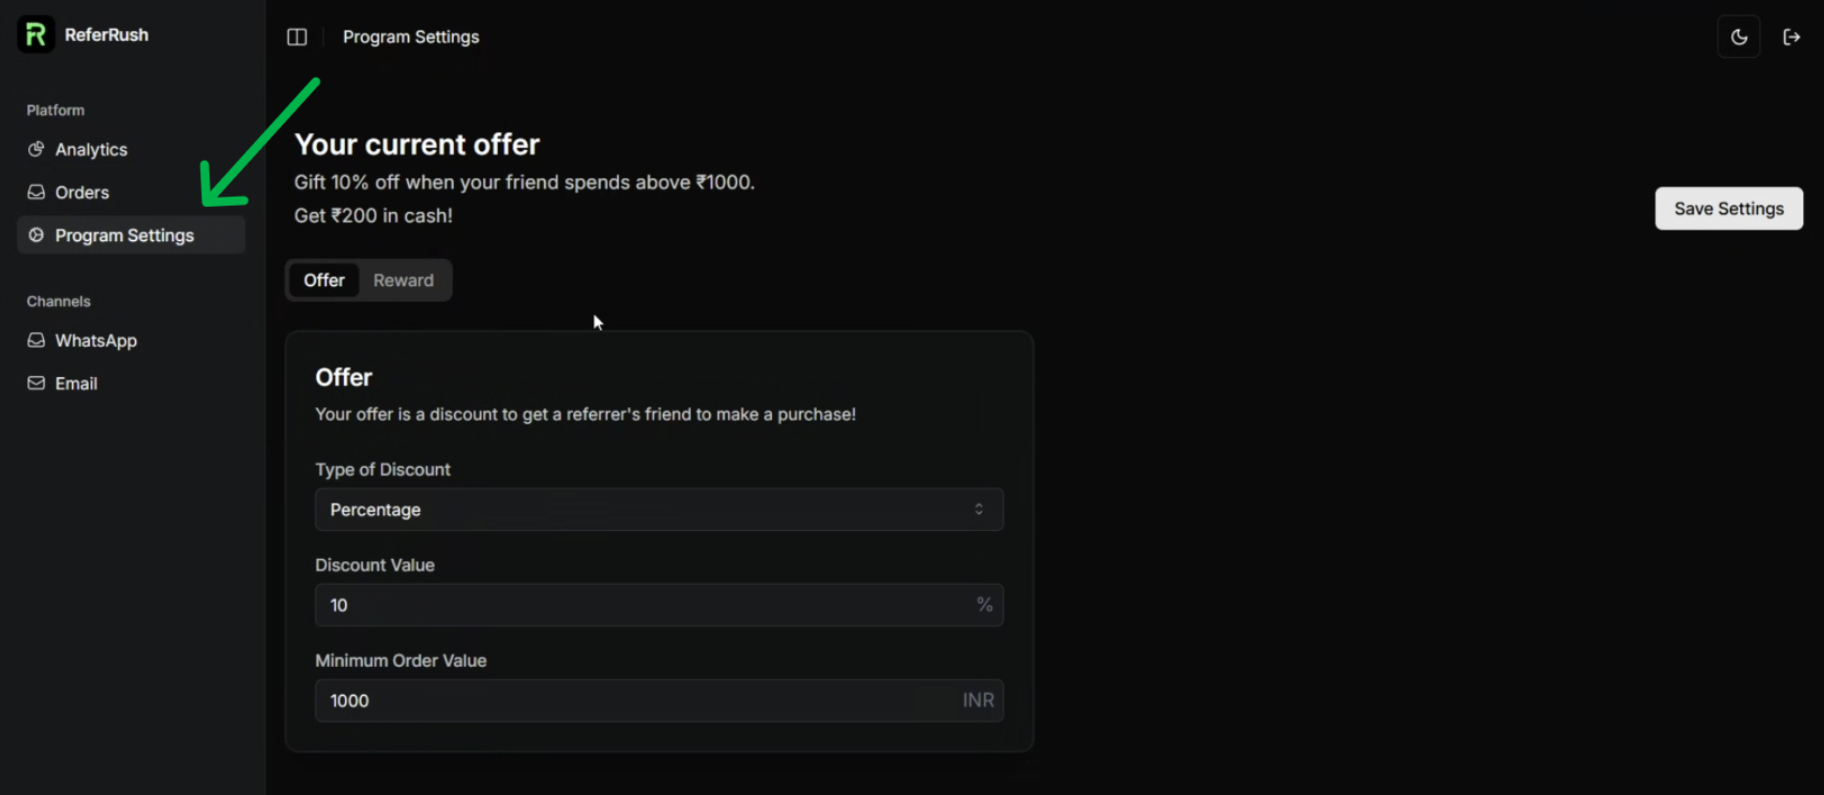 ReferRush
Program Settings
Platform
Analytics
Orders
Program Settings
Channels
WhatsApp
Email
Your current offer
Gift 10% off when your friend spends above ₹1000.
Get ₹200 in cash!
Save Settings
Offer Reward
Offer
Your offer is a discount to get a referrer's friend to make a purchase!
Type of Discount
Percentage
Discount Value
10 %
Minimum Order Value
1000 INR